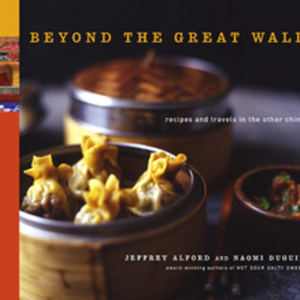 BEYOND THE GREAT WALL
recipes and travels in the other chin
JEFFREY ALFORD AND NAOMI DUGUI
award-winning authors of HOT SOUR SALTY SWEE